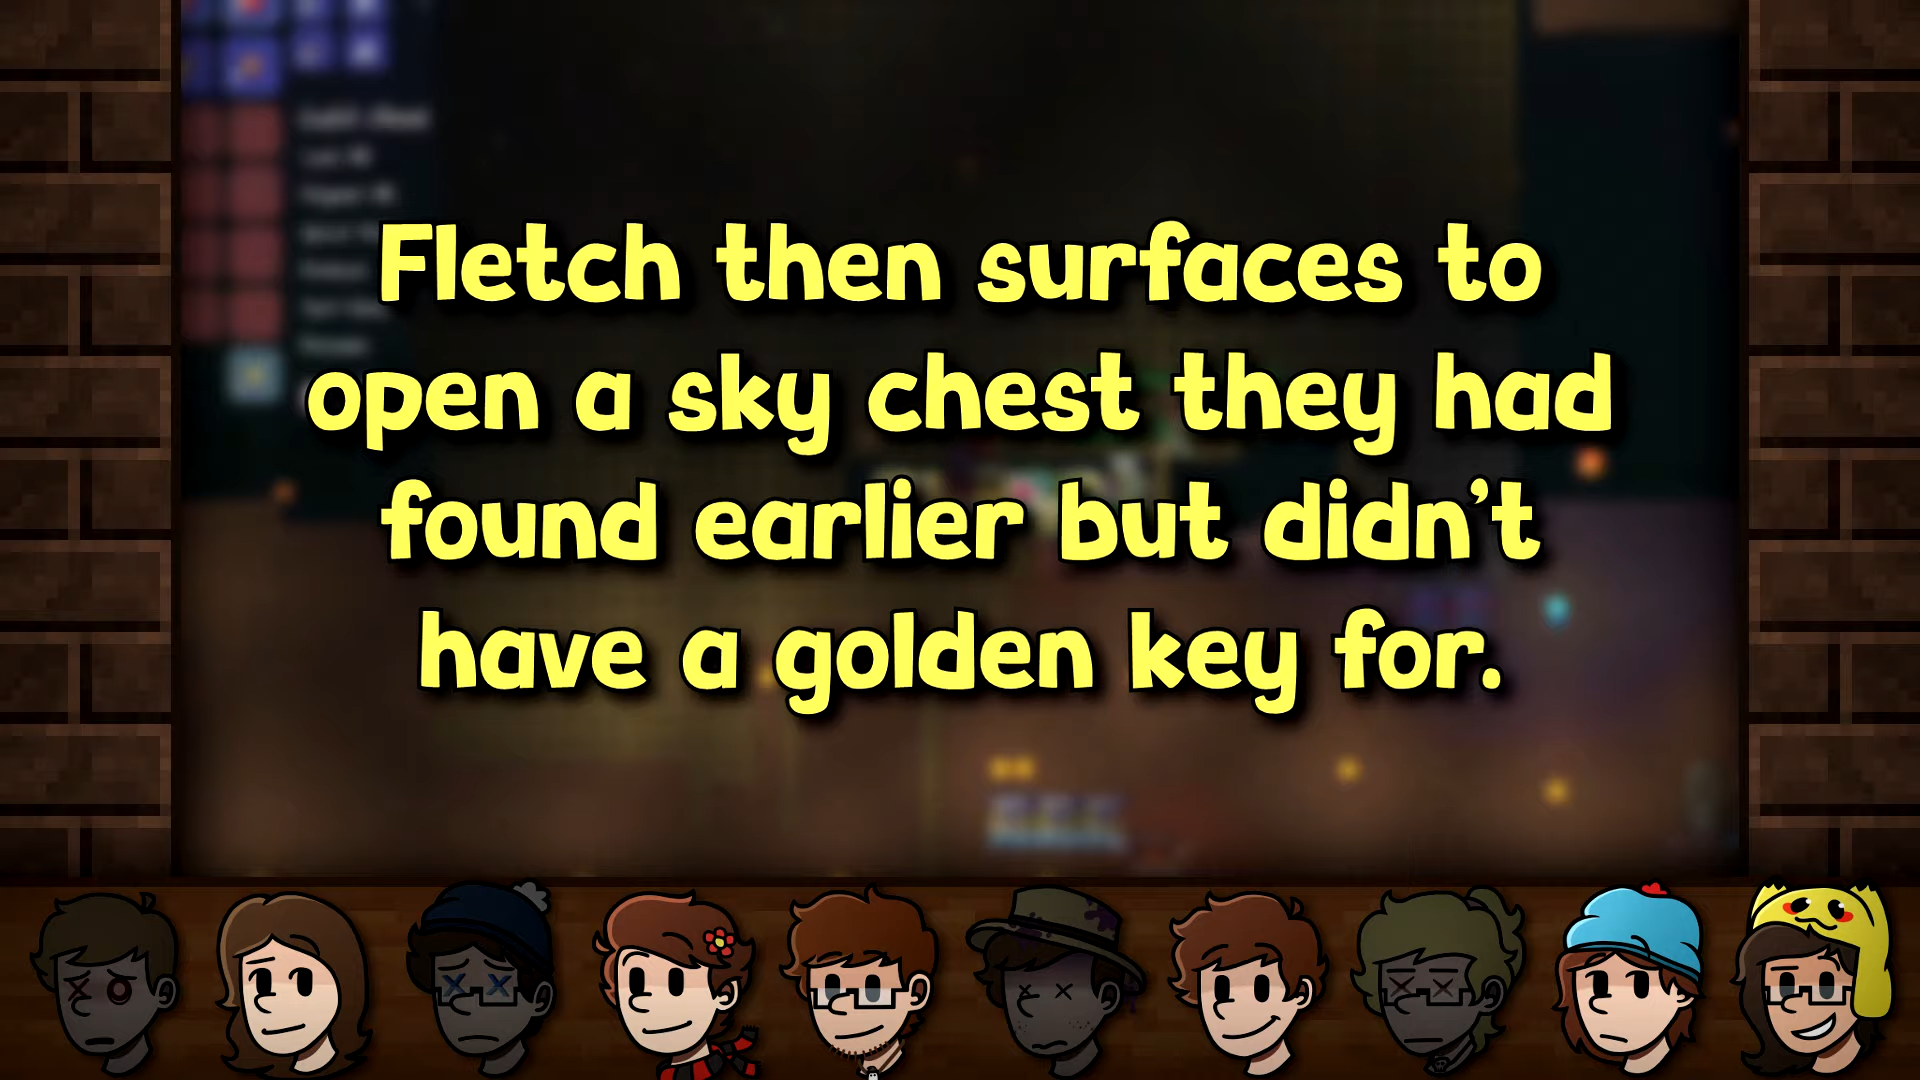 Fletch then surfaces to
open a sky chest they had
found earlier but didn't
have a golden key for.